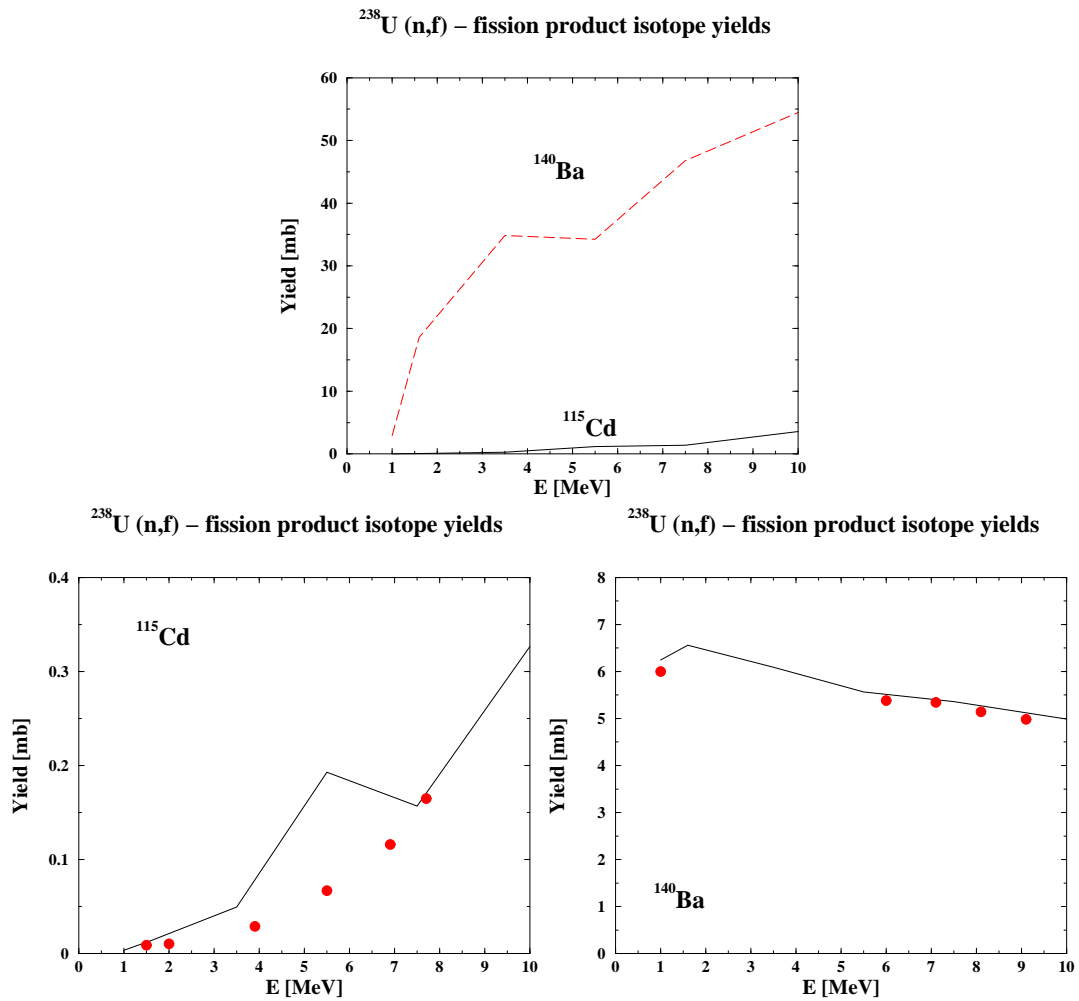 ²³⁸U (n,f) – fission product isotope yields
60
50
40
30
20
10
0
Yield [mb]
¹⁴⁰Ba
¹¹⁵Cd
0 1 2 3 4 5 6 7 8 9 10
E [MeV]
²³⁸U (n,f) – fission product isotope yields
0.4
0.3
0.2
0.1
0
Yield [mb]
¹¹⁵Cd
0 1 2 3 4 5 6 7 8 9 10
E [MeV]
²³⁸U (n,f) – fission product isotope yields
8
7
6
5
4
3
2
1
0
Yield [mb]
¹⁴⁰Ba
0 1 2 3 4 5 6 7 8 9 10
E [MeV]